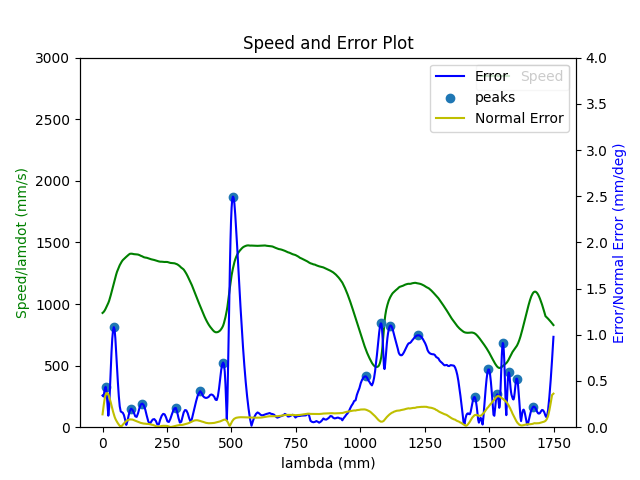 Speed and Error Plot
3000
2500
2000
1500
1000
500
0
Speed/lamdot (mm/s)
4.0
3.5
3.0
2.5
2.0
1.5
1.0
0.5
0.0
Error/Normal Error (mm/deg)
Error
Speed
peaks
Normal Error
0 250 500 750 1000 1250 1500 1750
lambda (mm)